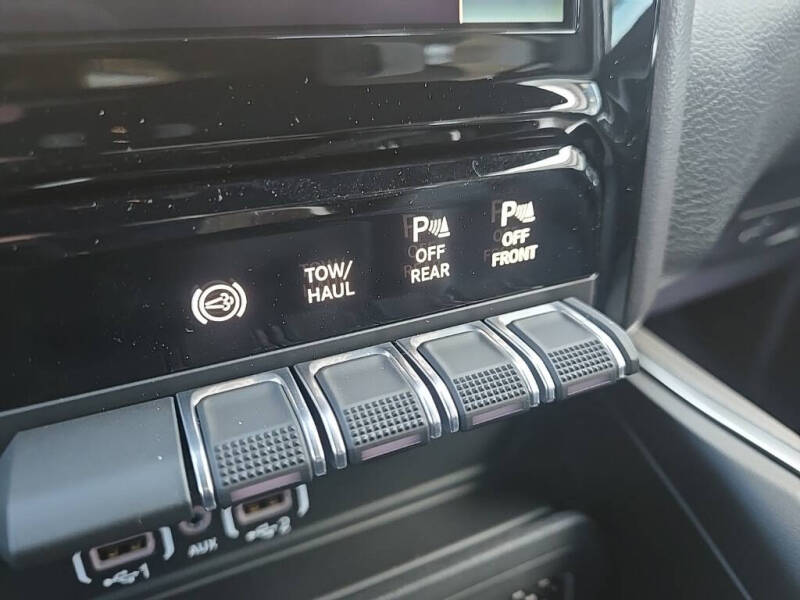 TOW/
HAUL
P
OFF
REAR
P
OFF
FRONT
1
AUX
2